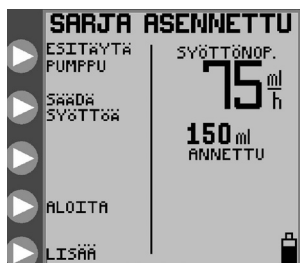 SARJA ASENNETTU
ESITÄYTÄ
PUMPPU
SÄÄDÄ
SYÖTTÖÄ
ALOITA
LISÄÄ
SYÖTTÖNOP.
75 ml/h
150 ml
ANNETTU